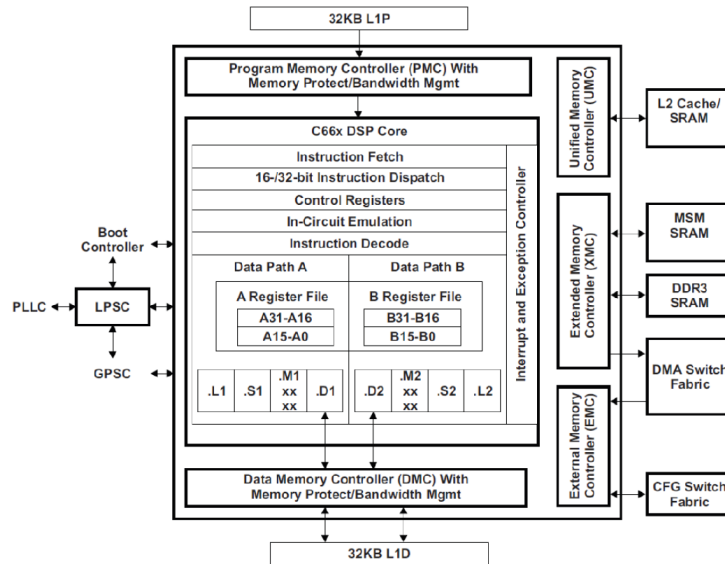 32KB L1P
Program Memory Controller (PMC) With
Memory Protect/Bandwidth Mgmt
C66x DSP Core
Instruction Fetch
16-/32-bit Instruction Dispatch
Control Registers
In-Circuit Emulation
Instruction Decode
Data Path A
Data Path B
A Register File
B Register File
A31-A16
B31-B16
A15-A0
B15-B0
.L1
.S1
.M1
xx
xx
.D1
.D2
.M2
xx
xx
.S2
.L2
Interrupt and Exception Controller
Data Memory Controller (DMC) With
Memory Protect/Bandwidth Mgmt
32KB L1D
Boot
Controller
PLLC
LPSC
GPSC
Unified Memory
Controller (UMC)
Extended Memory
Controller (XMC)
External Memory
Controller (EMC)
L2 Cache/
SRAM
MSM
SRAM
DDR3
SRAM
DMA Switch
Fabric
CFG Switch
Fabric